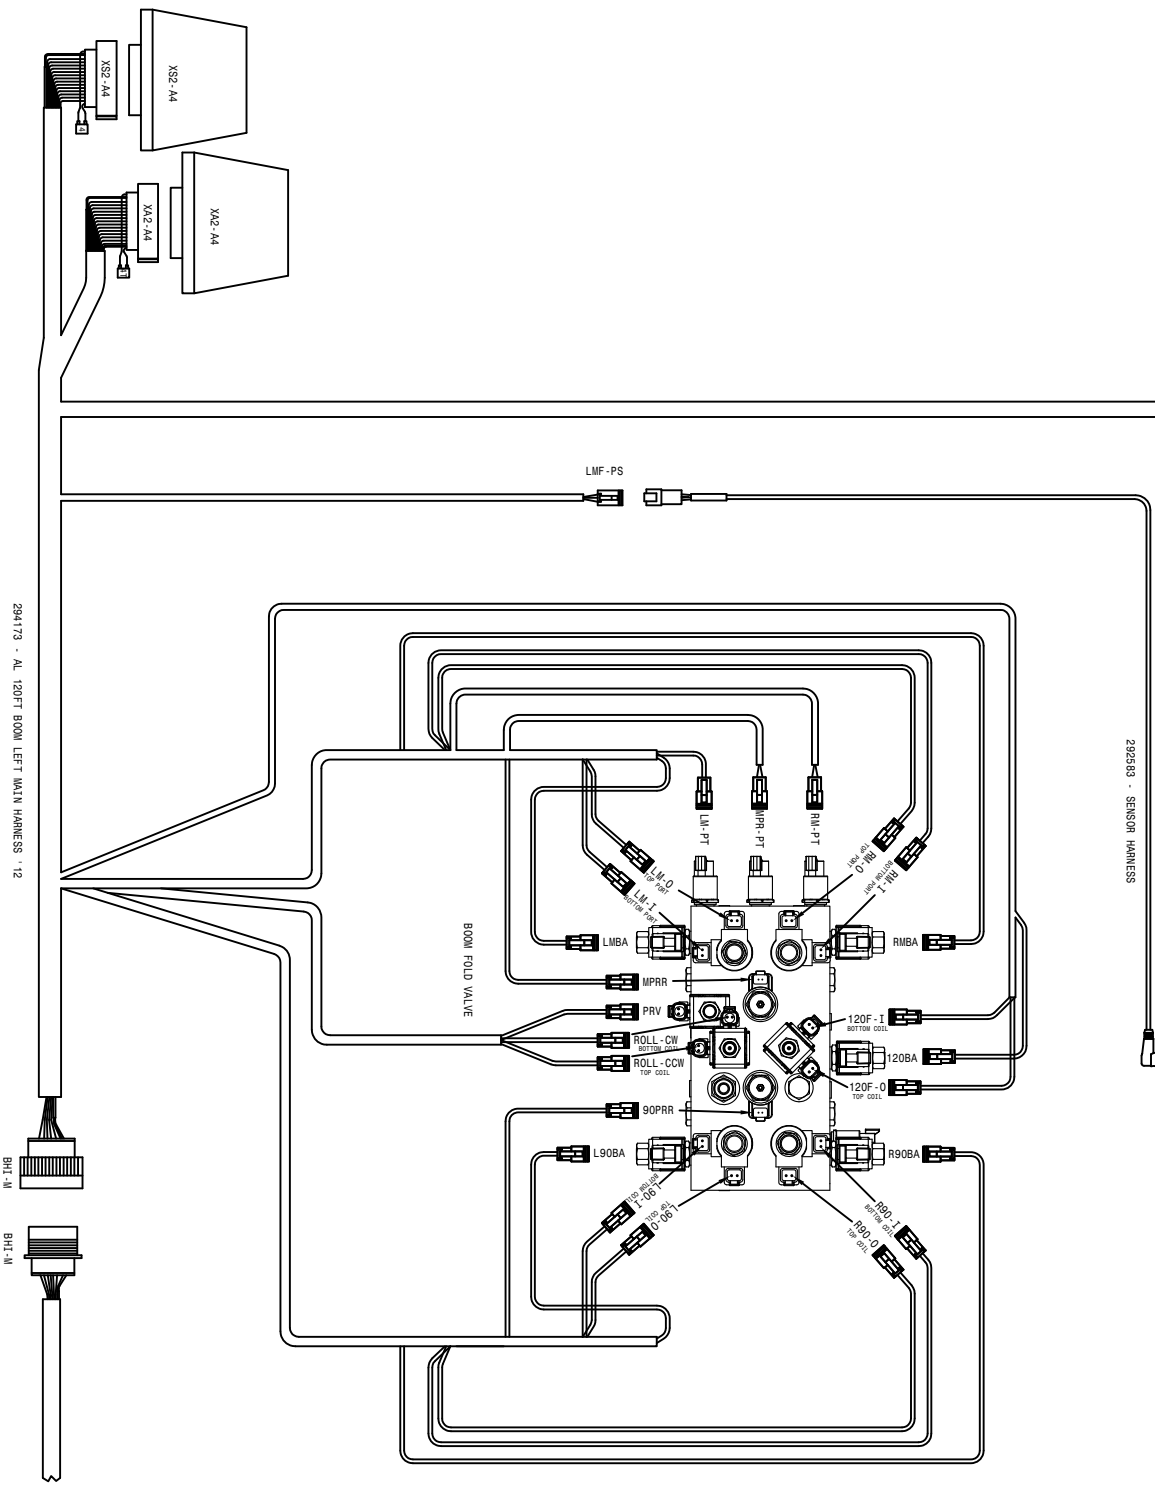 XS2-A4
XS2-A4
4
XA2-A4
XA2-A4
LMF-PS
292583 - SENSOR HARNESS
294173 - AL 120FT BOOM LEFT MAIN HARNESS '12
BOOM FOLD VALVE
LM-PT
MPR-PT
RM-PT
RM-O
TOP PORT
RM-I
BOTTOM PORT
LM-O
TOP PORT
LM-I
BOTTOM PORT
LMBA
RMBA
MPRR
PRV
120F-I
BOTTOM COIL
ROLL-CW
BOTTOM COIL
120BA
ROLL-CCW
TOP COIL
120F-O
TOP COIL
90PRR
L90BA
R90BA
L90-I
BOTTOM COIL
L90-O
TOP COIL
R90-I
BOTTOM COIL
R90-O
TOP COIL
BHI-M
BHI-M